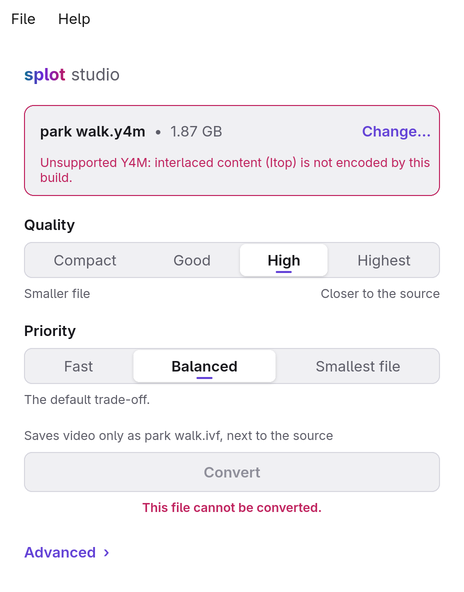 File Help
splot studio
park walk.y4m • 1.87 GB Change...
Unsupported Y4M: interlaced content (Itop) is not encoded by this
build.
Quality
Compact Good High Highest
Smaller file Closer to the source
Priority
Fast Balanced Smallest file
The default trade-off.
Saves video only as park walk.ivf, next to the source
Convert
This file cannot be converted.
Advanced ›